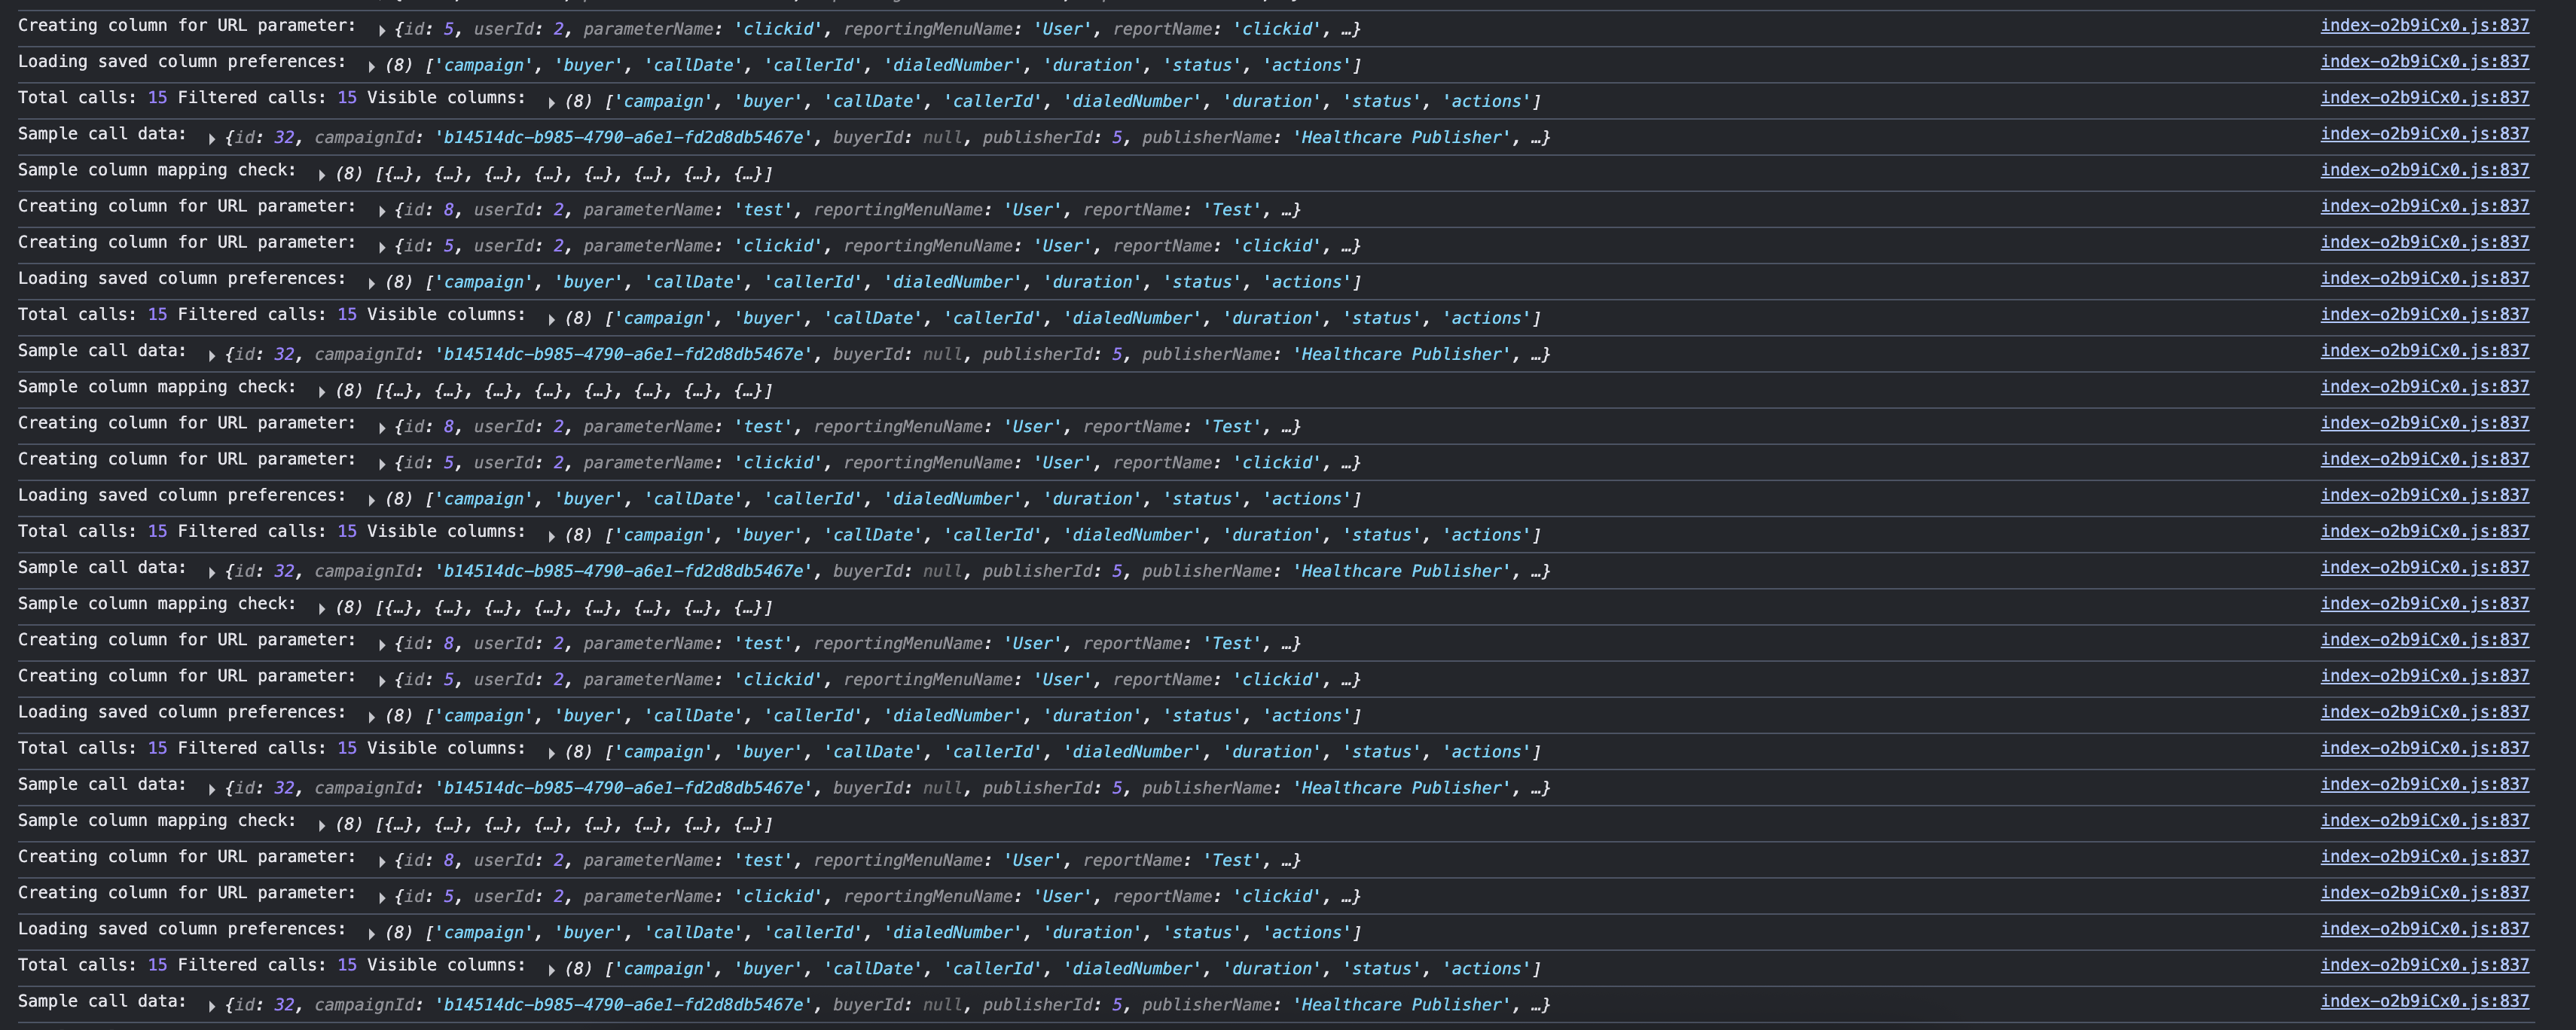 Creating column for URL parameter: ▶ {id: 5, userId: 2, parameterName: 'clickid', reportingMenuName: 'User', reportName: 'clickid', …} index-o2b9iCx0.js:837
Loading saved column preferences: ▶ (8) ['campaign', 'buyer', 'callDate', 'callerId', 'dialedNumber', 'duration', 'status', 'actions'] index-o2b9iCx0.js:837
Total calls: 15 Filtered calls: 15 Visible columns: ▶ (8) ['campaign', 'buyer', 'callDate', 'callerId', 'dialedNumber', 'duration', 'status', 'actions'] index-o2b9iCx0.js:837
Sample call data: ▶ {id: 32, campaignId: 'b14514dc-b985-4790-a6e1-fd2d8db5467e', buyerId: null, publisherId: 5, publisherName: 'Healthcare Publisher', …} index-o2b9iCx0.js:837
Sample column mapping check: ▶ (8) [{…}, {…}, {…}, {…}, {…}, {…}, {…}, {…}] index-o2b9iCx0.js:837
Creating column for URL parameter: ▶ {id: 8, userId: 2, parameterName: 'test', reportingMenuName: 'User', reportName: 'Test', …} index-o2b9iCx0.js:837
Creating column for URL parameter: ▶ {id: 5, userId: 2, parameterName: 'clickid', reportingMenuName: 'User', reportName: 'clickid', …} index-o2b9iCx0.js:837
Loading saved column preferences: ▶ (8) ['campaign', 'buyer', 'callDate', 'callerId', 'dialedNumber', 'duration', 'status', 'actions'] index-o2b9iCx0.js:837
Total calls: 15 Filtered calls: 15 Visible columns: ▶ (8) ['campaign', 'buyer', 'callDate', 'callerId', 'dialedNumber', 'duration', 'status', 'actions'] index-o2b9iCx0.js:837
Sample call data: ▶ {id: 32, campaignId: 'b14514dc-b985-4790-a6e1-fd2d8db5467e', buyerId: null, publisherId: 5, publisherName: 'Healthcare Publisher', …} index-o2b9iCx0.js:837
Sample column mapping check: ▶ (8) [{…}, {…}, {…}, {…}, {…}, {…}, {…}, {…}] index-o2b9iCx0.js:837
Creating column for URL parameter: ▶ {id: 8, userId: 2, parameterName: 'test', reportingMenuName: 'User', reportName: 'Test', …} index-o2b9iCx0.js:837
Creating column for URL parameter: ▶ {id: 5, userId: 2, parameterName: 'clickid', reportingMenuName: 'User', reportName: 'clickid', …} index-o2b9iCx0.js:837
Loading saved column preferences: ▶ (8) ['campaign', 'buyer', 'callDate', 'callerId', 'dialedNumber', 'duration', 'status', 'actions'] index-o2b9iCx0.js:837
Total calls: 15 Filtered calls: 15 Visible columns: ▶ (8) ['campaign', 'buyer', 'callDate', 'callerId', 'dialedNumber', 'duration', 'status', 'actions'] index-o2b9iCx0.js:837
Sample call data: ▶ {id: 32, campaignId: 'b14514dc-b985-4790-a6e1-fd2d8db5467e', buyerId: null, publisherId: 5, publisherName: 'Healthcare Publisher', …} index-o2b9iCx0.js:837
Sample column mapping check: ▶ (8) [{…}, {…}, {…}, {…}, {…}, {…}, {…}, {…}] index-o2b9iCx0.js:837
Creating column for URL parameter: ▶ {id: 8, userId: 2, parameterName: 'test', reportingMenuName: 'User', reportName: 'Test', …} index-o2b9iCx0.js:837
Creating column for URL parameter: ▶ {id: 5, userId: 2, parameterName: 'clickid', reportingMenuName: 'User', reportName: 'clickid', …} index-o2b9iCx0.js:837
Loading saved column preferences: ▶ (8) ['campaign', 'buyer', 'callDate', 'callerId', 'dialedNumber', 'duration', 'status', 'actions'] index-o2b9iCx0.js:837
Total calls: 15 Filtered calls: 15 Visible columns: ▶ (8) ['campaign', 'buyer', 'callDate', 'callerId', 'dialedNumber', 'duration', 'status', 'actions'] index-o2b9iCx0.js:837
Sample call data: ▶ {id: 32, campaignId: 'b14514dc-b985-4790-a6e1-fd2d8db5467e', buyerId: null, publisherId: 5, publisherName: 'Healthcare Publisher', …} index-o2b9iCx0.js:837
Sample column mapping check: ▶ (8) [{…}, {…}, {…}, {…}, {…}, {…}, {…}, {…}] index-o2b9iCx0.js:837
Creating column for URL parameter: ▶ {id: 8, userId: 2, parameterName: 'test', reportingMenuName: 'User', reportName: 'Test', …} index-o2b9iCx0.js:837
Creating column for URL parameter: ▶ {id: 5, userId: 2, parameterName: 'clickid', reportingMenuName: 'User', reportName: 'clickid', …} index-o2b9iCx0.js:837
Loading saved column preferences: ▶ (8) ['campaign', 'buyer', 'callDate', 'callerId', 'dialedNumber', 'duration', 'status', 'actions'] index-o2b9iCx0.js:837
Total calls: 15 Filtered calls: 15 Visible columns: ▶ (8) ['campaign', 'buyer', 'callDate', 'callerId', 'dialedNumber', 'duration', 'status', 'actions'] index-o2b9iCx0.js:837
Sample call data: ▶ {id: 32, campaignId: 'b14514dc-b985-4790-a6e1-fd2d8db5467e', buyerId: null, publisherId: 5, publisherName: 'Healthcare Publisher', …} index-o2b9iCx0.js:837